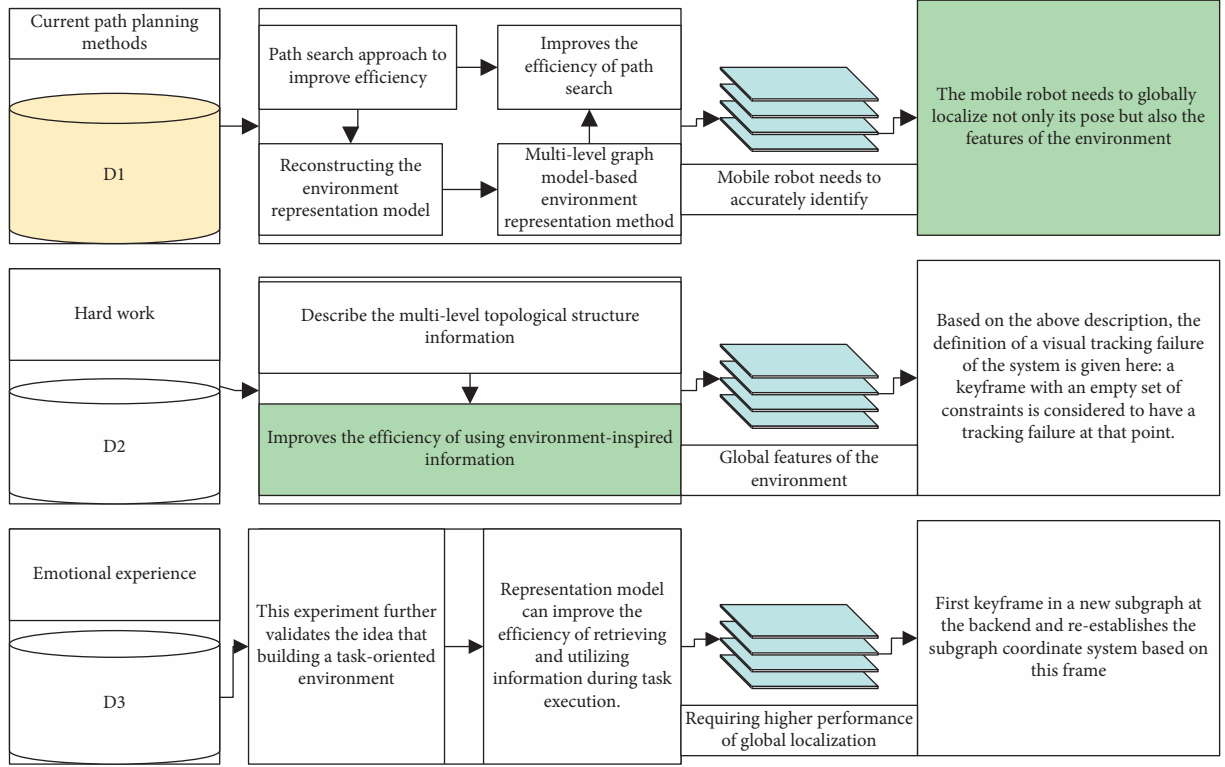 Current path planning
methods
D1
Path search approach to
improve efficiency
Improves the
efficiency of path
search
Reconstructing the
environment
representation model
Multi-level graph
model-based
environment
representation method
Mobile robot needs to
accurately identify
The mobile robot needs to globally
localize not only its pose but also the
features of the environment
Hard work
D2
Describe the multi-level topological structure
information
Improves the efficiency of using environment-inspired
information
Global features of the
environment
Based on the above description, the
definition of a visual tracking failure
of the system is given here: a
keyframe with an empty set of
constraints is considered to have a
tracking failure at that point.
Emotional experience
D3
This experiment further
validates the idea that
building a task-oriented
environment
Representation model
can improve the
efficiency of retrieving
and utilizing
information during task
execution.
Requiring higher performance
of global localization
First keyframe in a new subgraph at
the backend and re-establishes the
subgraph coordinate system based on
this frame